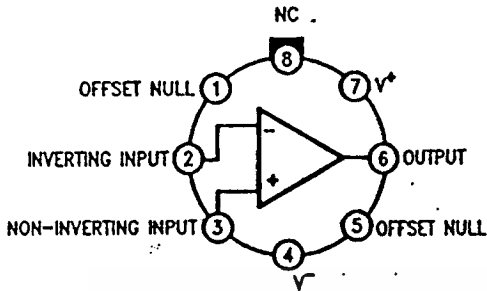 NC
8
OFFSET NULL 1
7 V+
INVERTING INPUT 2
-
6 OUTPUT
+
NON-INVERTING INPUT 3
5 OFFSET NULL
4
V-